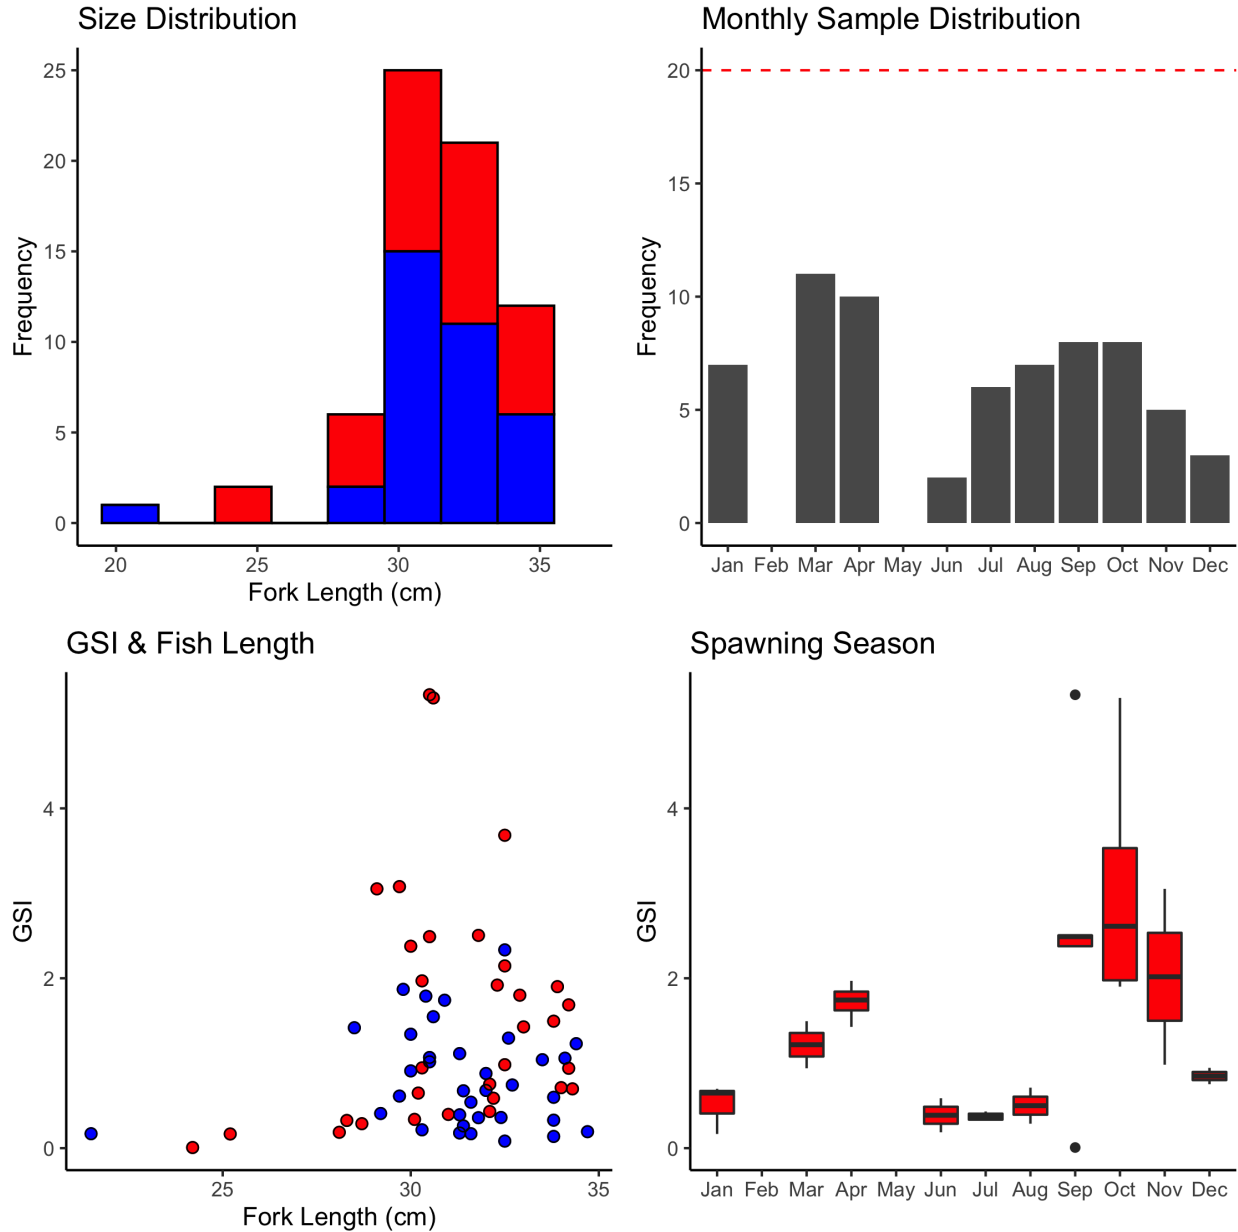 Size Distribution
Frequency
25
20
15
10
5
0
20 25 30 35
Fork Length (cm)
Monthly Sample Distribution
Frequency
20
15
10
5
0
Jan Feb Mar Apr May Jun Jul Aug Sep Oct Nov Dec
GSI & Fish Length
GSI
4
2
0
25 30 35
Fork Length (cm)
Spawning Season
GSI
4
2
0
Jan Feb Mar Apr May Jun Jul Aug Sep Oct Nov Dec